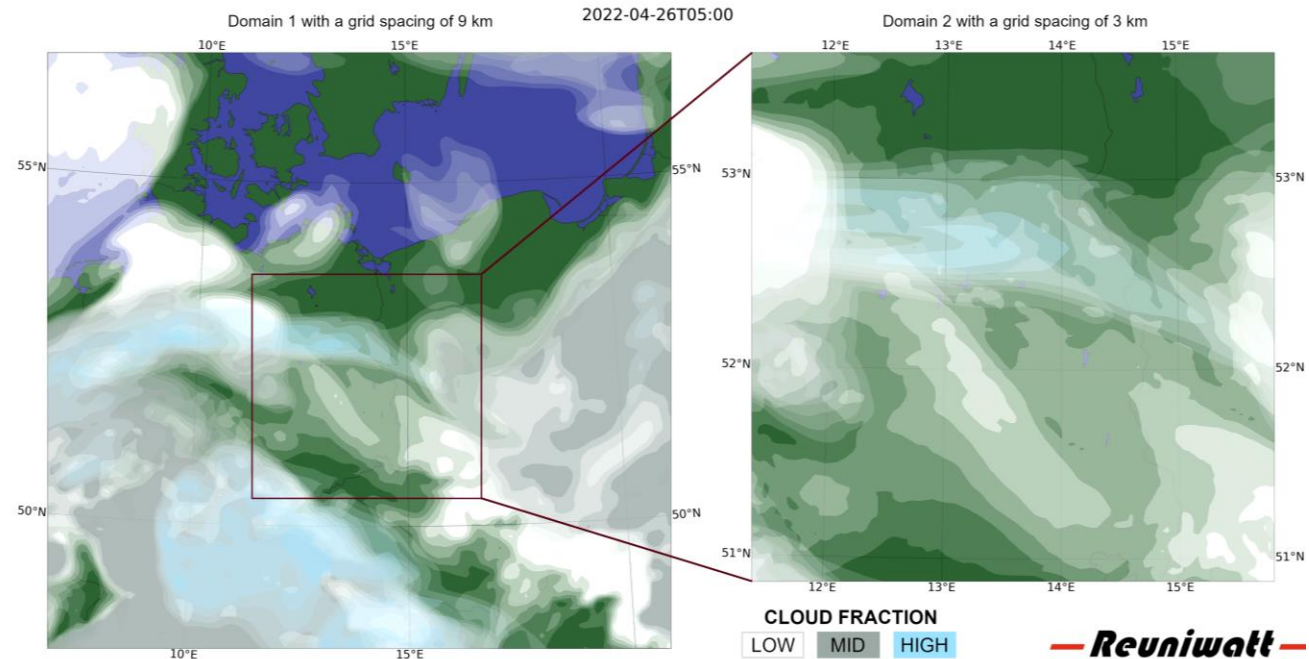 2022-04-26T05:00
Domain 1 with a grid spacing of 9 km
10°E 15°E
55°N 55°N
50°N 50°N
10°E 15°E
Domain 2 with a grid spacing of 3 km
12°E 13°E 14°E 15°E
53°N 53°N
52°N 52°N
51°N 51°N
12°E 13°E 14°E 15°E
CLOUD FRACTION
LOW MID HIGH
Reuniwatt